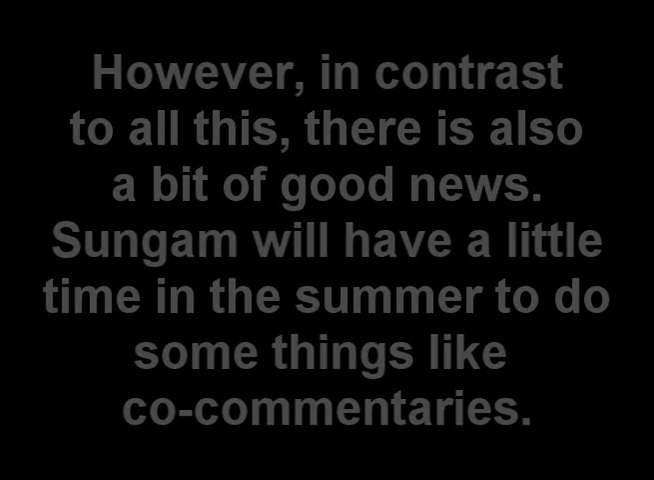 However, in contrast
to all this, there is also
a bit of good news.
Sungam will have a little
time in the summer to do
some things like
co-commentaries.